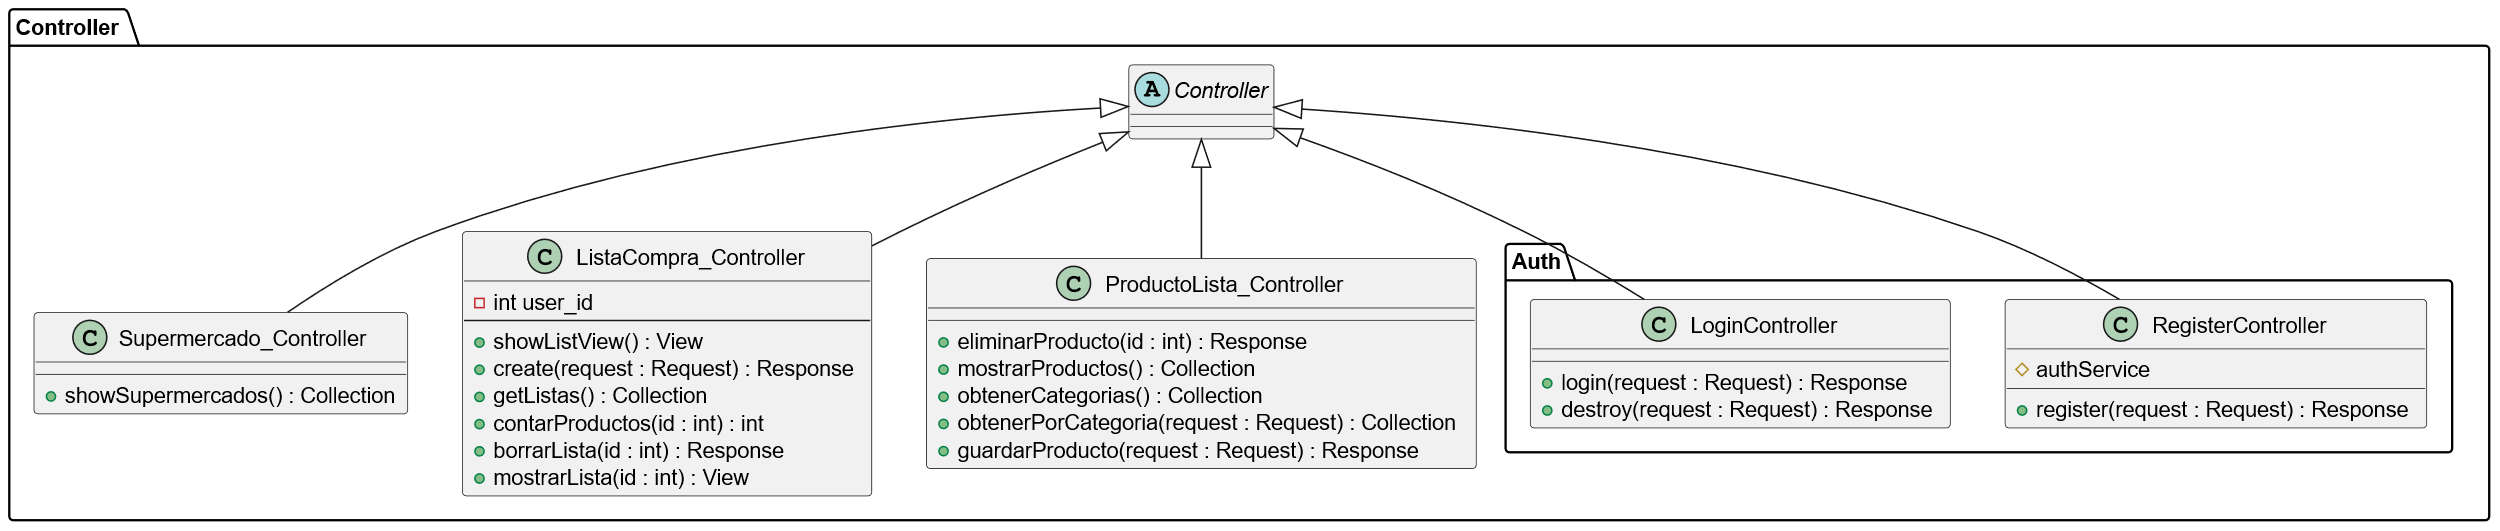 Controller
A Controller
C Supermercado_Controller
showSupermercados() : Collection
C ListaCompra_Controller
int user_id
showListView() : View
create(request : Request) : Response
getListas() : Collection
contarProductos(id : int) : int
borrarLista(id : int) : Response
mostrarLista(id : int) : View
C ProductoLista_Controller
eliminarProducto(id : int) : Response
mostrarProductos() : Collection
obtenerCategorias() : Collection
obtenerPorCategoria(request : Request) : Collection
guardarProducto(request : Request) : Response
Auth
C LoginController
login(request : Request) : Response
destroy(request : Request) : Response
C RegisterController
authService
register(request : Request) : Response